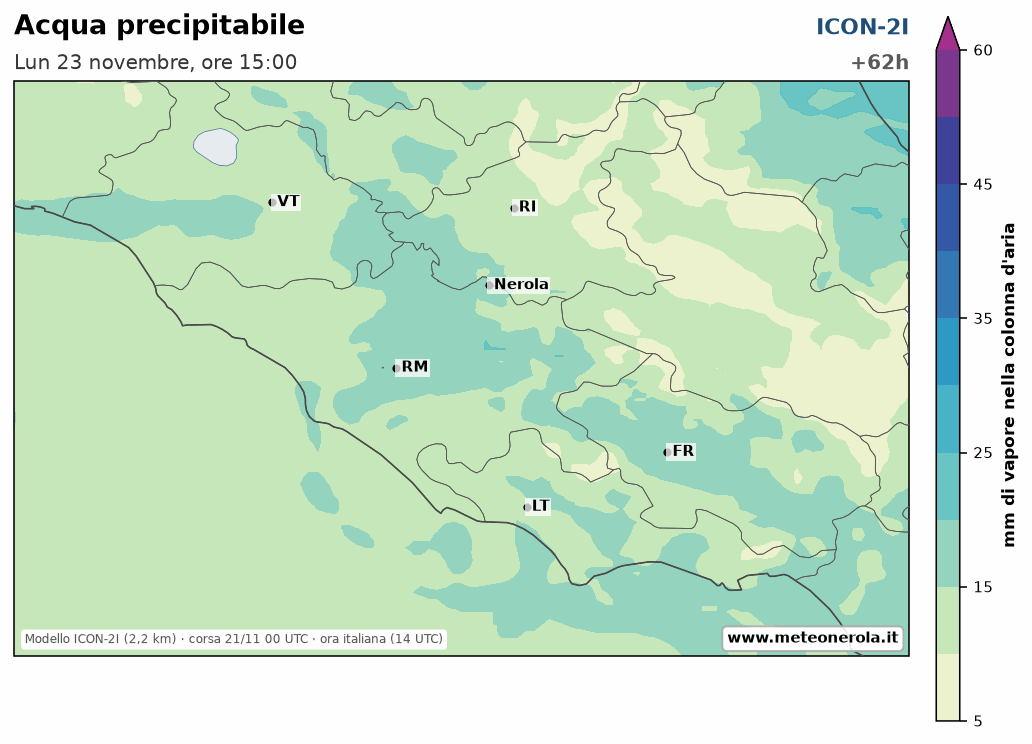 Acqua precipitabile
ICON-2I
Lun 23 novembre, ore 15:00
+62h
60
45
35
25
15
5
mm di vapore nella colonna d'aria
VT
RI
Nerola
RM
FR
LT
Modello ICON-2I (2,2 km) · corsa 21/11 00 UTC · ora italiana (14 UTC)
www.meteonerola.it